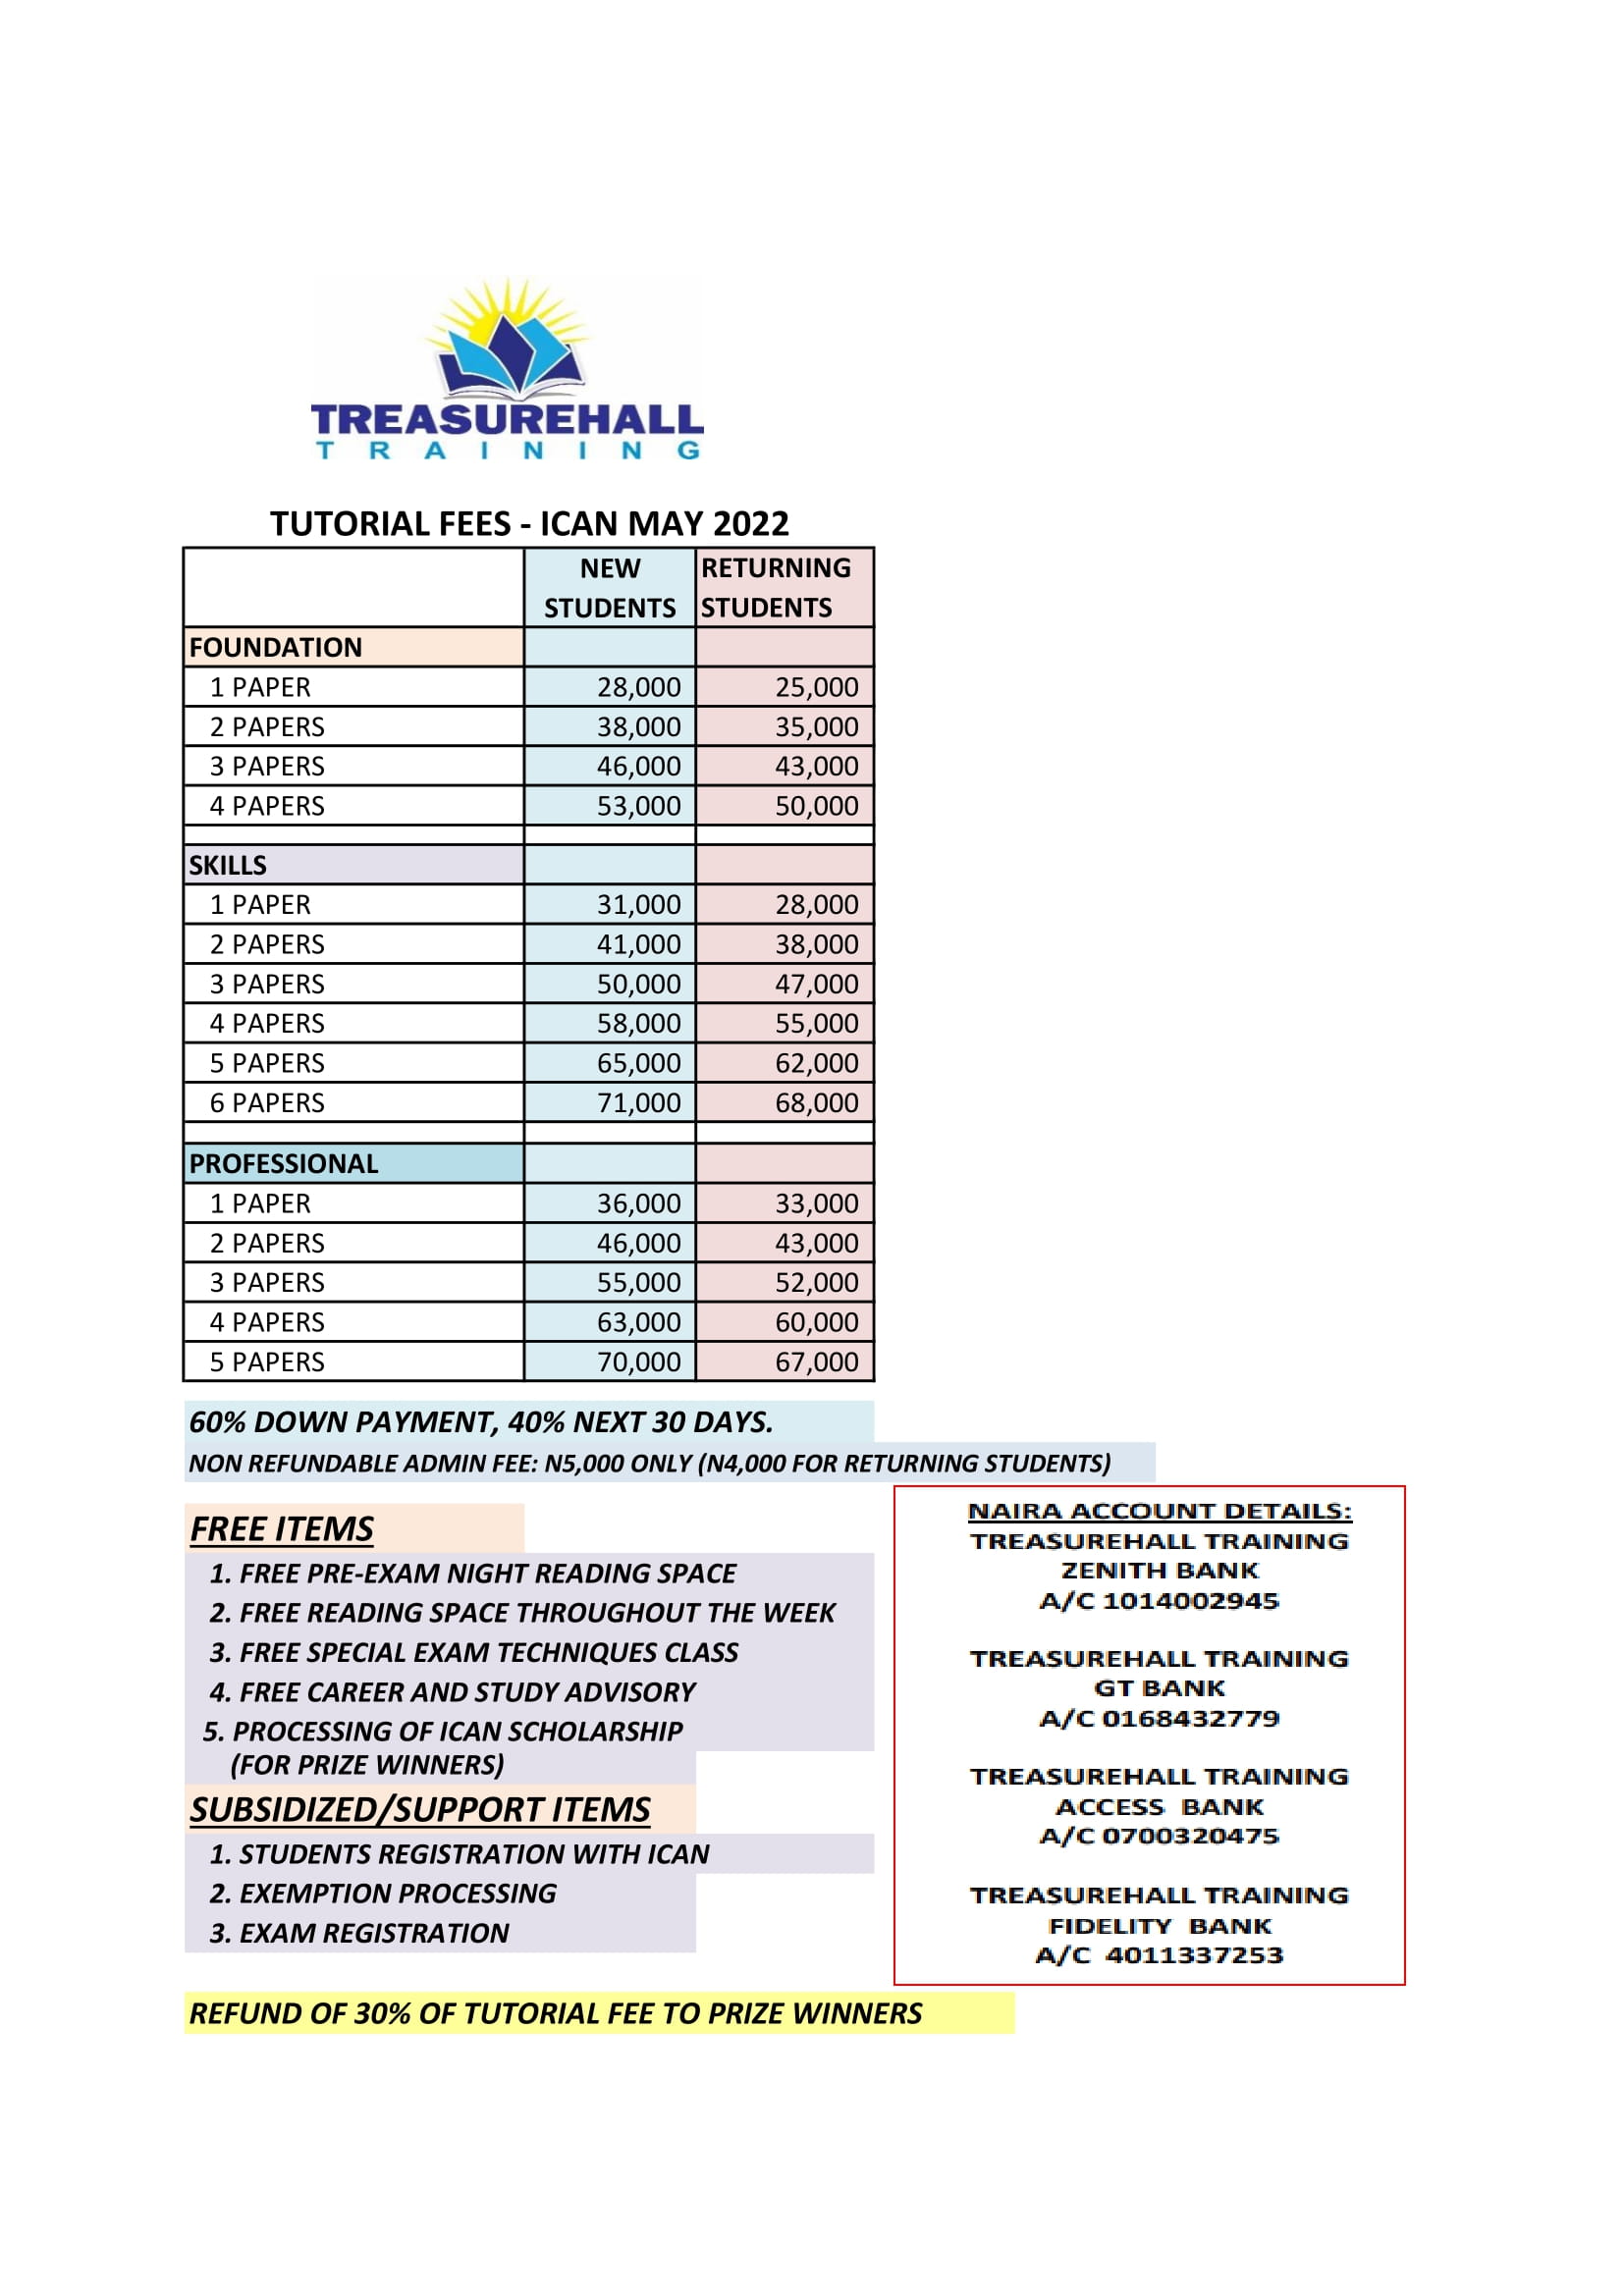 TREASUREHALL
TRAINING
TUTORIAL FEES - ICAN MAY 2022
NEW STUDENTS RETURNING STUDENTS
FOUNDATION
1 PAPER 28,000 25,000
2 PAPERS 38,000 35,000
3 PAPERS 46,000 43,000
4 PAPERS 53,000 50,000
SKILLS
1 PAPER 31,000 28,000
2 PAPERS 41,000 38,000
3 PAPERS 50,000 47,000
4 PAPERS 58,000 55,000
5 PAPERS 65,000 62,000
6 PAPERS 71,000 68,000
PROFESSIONAL
1 PAPER 36,000 33,000
2 PAPERS 46,000 43,000
3 PAPERS 55,000 52,000
4 PAPERS 63,000 60,000
5 PAPERS 70,000 67,000
60% DOWN PAYMENT, 40% NEXT 30 DAYS.
NON REFUNDABLE ADMIN FEE: N5,000 ONLY (N4,000 FOR RETURNING STUDENTS)
FREE ITEMS
1. FREE PRE-EXAM NIGHT READING SPACE
2. FREE READING SPACE THROUGHOUT THE WEEK
3. FREE SPECIAL EXAM TECHNIQUES CLASS
4. FREE CAREER AND STUDY ADVISORY
5. PROCESSING OF ICAN SCHOLARSHIP
(FOR PRIZE WINNERS)
SUBSIDIZED/SUPPORT ITEMS
1. STUDENTS REGISTRATION WITH ICAN
2. EXEMPTION PROCESSING
3. EXAM REGISTRATION
NAIRA ACCOUNT DETAILS:
TREASUREHALL TRAINING
ZENITH BANK
A/C 1014002945
TREASUREHALL TRAINING
GT BANK
A/C 0168432779
TREASUREHALL TRAINING
ACCESS BANK
A/C 0700320475
TREASUREHALL TRAINING
FIDELITY BANK
A/C 4011337253
REFUND OF 30% OF TUTORIAL FEE TO PRIZE WINNERS